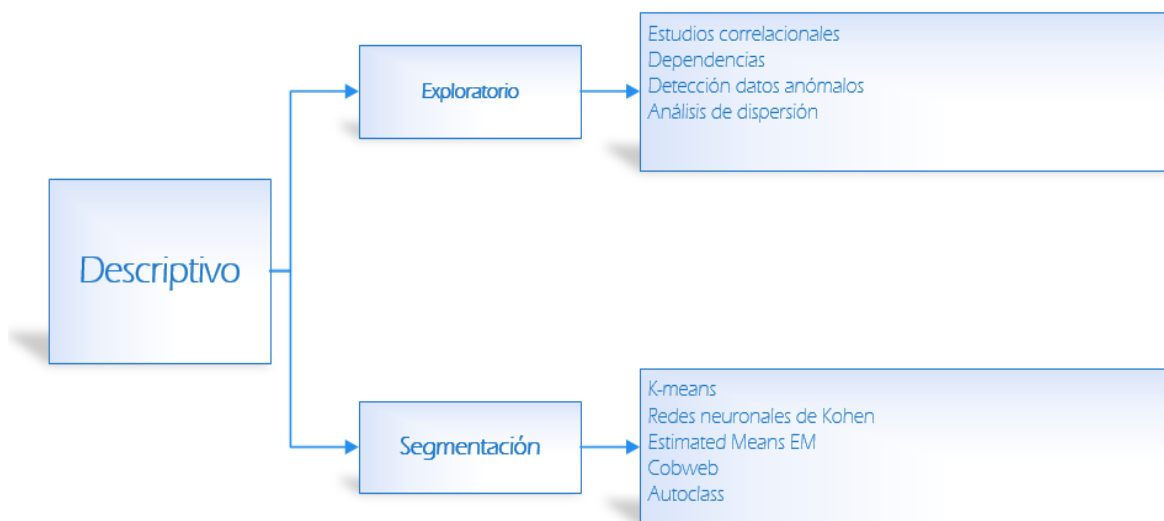 Descriptivo
Exploratorio
Estudios correlacionales
Dependencias
Detección datos anómalos
Análisis de dispersión
Segmentación
K-means
Redes neuronales de Kohen
Estimated Means EM
Cobweb
Autoclass